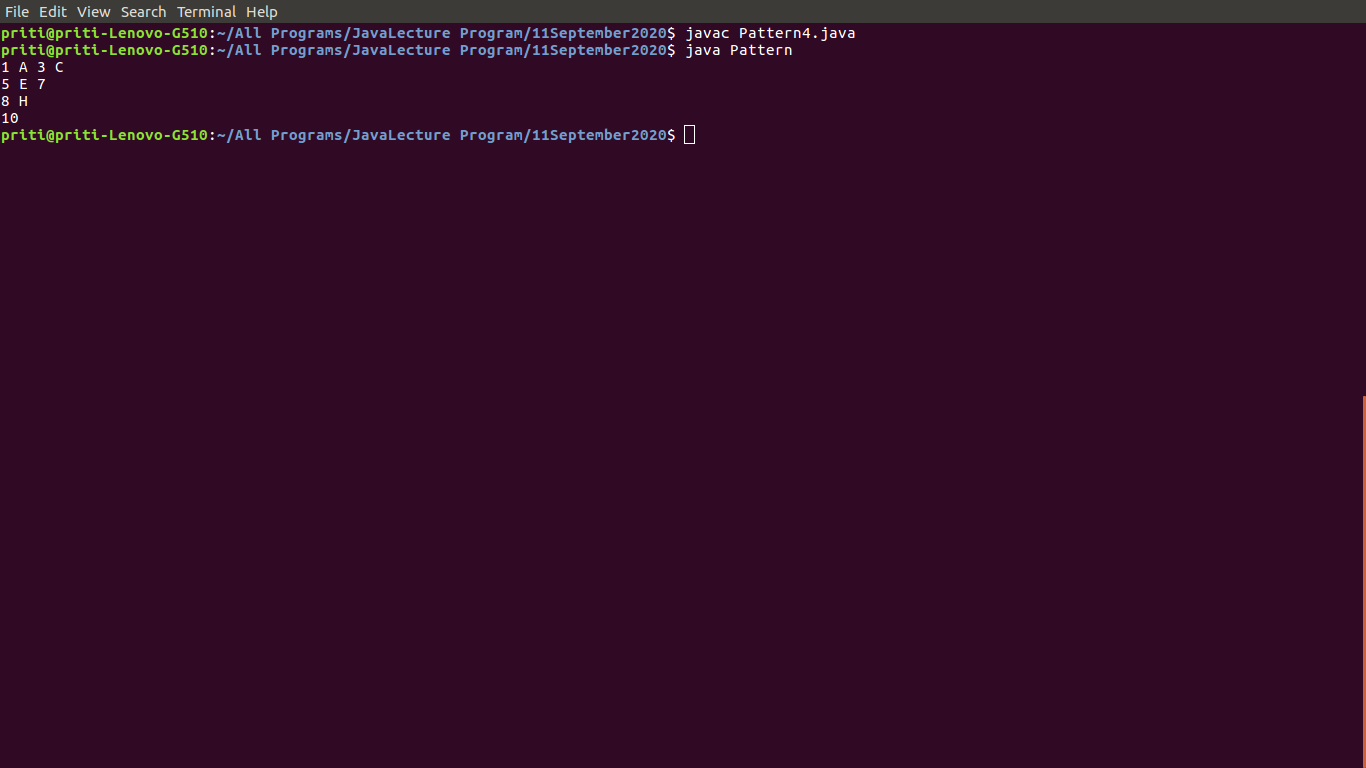 File Edit View Search Terminal Help
priti@priti-Lenovo-G510:~/All Programs/JavaLecture Program/11September2020$ javac Pattern4.java
priti@priti-Lenovo-G510:~/All Programs/JavaLecture Program/11September2020$ java Pattern
1 A 3 C
5 E 7
8 H
10
priti@priti-Lenovo-G510:~/All Programs/JavaLecture Program/11September2020$